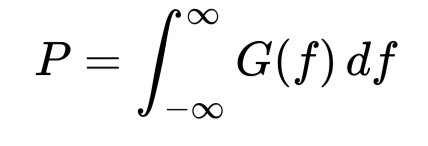 P = ∫_{-∞}^{∞} G(f) df